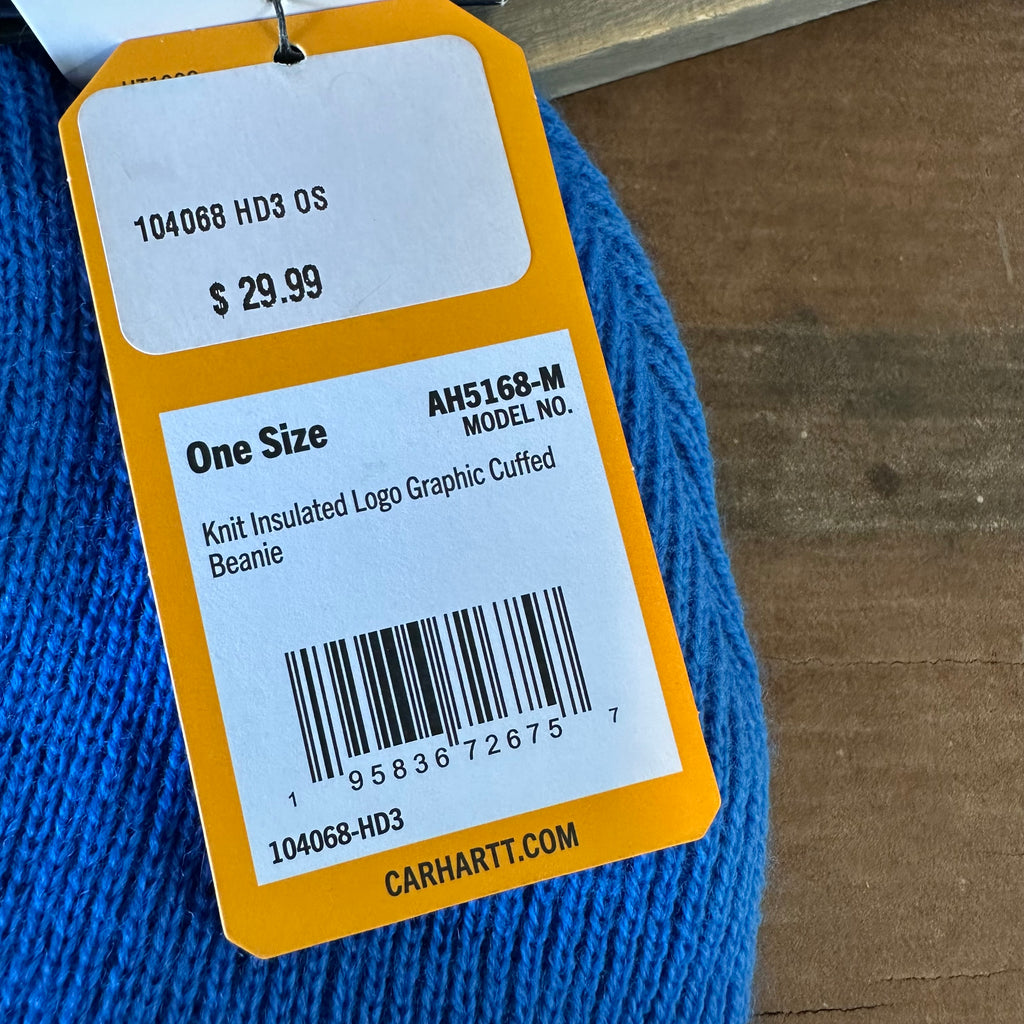 104068 HD3 OS
$ 29.99
AH5168-M
MODEL NO.
One Size
Knit Insulated Logo Graphic Cuffed
Beanie
1 95836 72675 7
104068-HD3
CARHARTT.COM